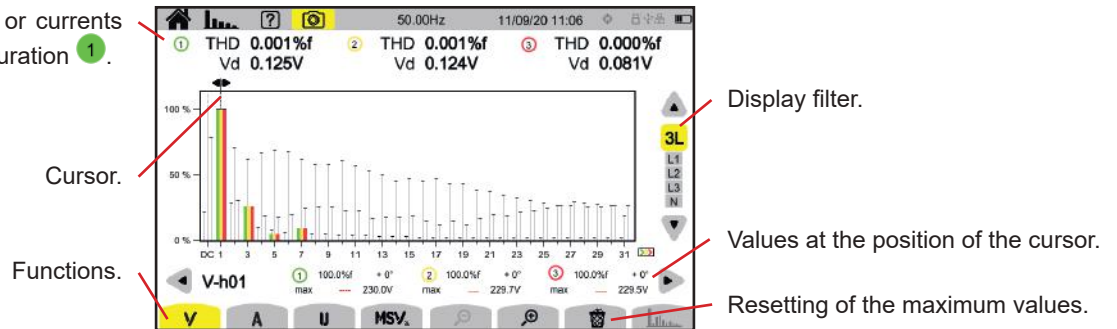 or currents
uration 1.
50.00Hz 11/09/20 11:06
1 THD 0.001%f 2 THD 0.001%f 3 THD 0.000%f
Vd 0.125V Vd 0.124V Vd 0.081V
100 %
50 %
0 %
DC 1 3 5 7 9 11 13 15 17 19 21 23 25 27 29 31
Cursor.
Functions.
Display filter.
3L
L1
L2
L3
N
Values at the position of the cursor.
Resetting of the maximum values.
V-h01 1 100.0%f + 0° 2 100.0%f + 0° 3 100.0%f + 0°
max --- 230.0V max 229.7V max 229.5V
V A U MSV